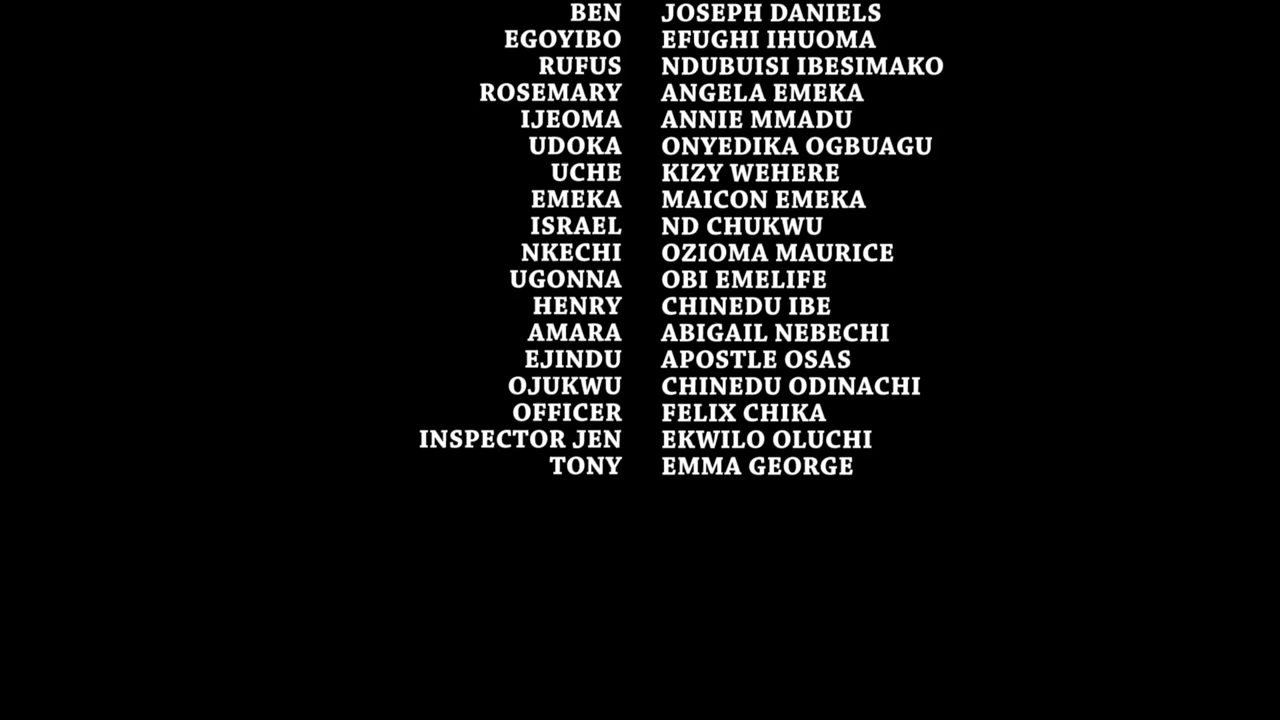 BEN JOSEPH DANIELS
EGOYIBO EFUGHI IHUOMA
RUFUS NDUBUISI IBESIMAKO
ROSEMARY ANGELA EMEKA
IJEOMA ANNIE MMADU
UDOKA ONYEDIKA OGBUAGU
UCHE KIZY WEHERE
EMEKA MAICON EMEKA
ISRAEL ND CHUKWU
NKECHI OZIOMA MAURICE
UGONNA OBI EMELIFE
HENRY CHINEDU IBE
AMARA ABIGAIL NEBECHI
EJINDU APOSTLE OSAS
OJUKWU CHINEDU ODINACHI
OFFICER FELIX CHIKA
INSPECTOR JEN EKWILO OLUCHI
TONY EMMA GEORGE